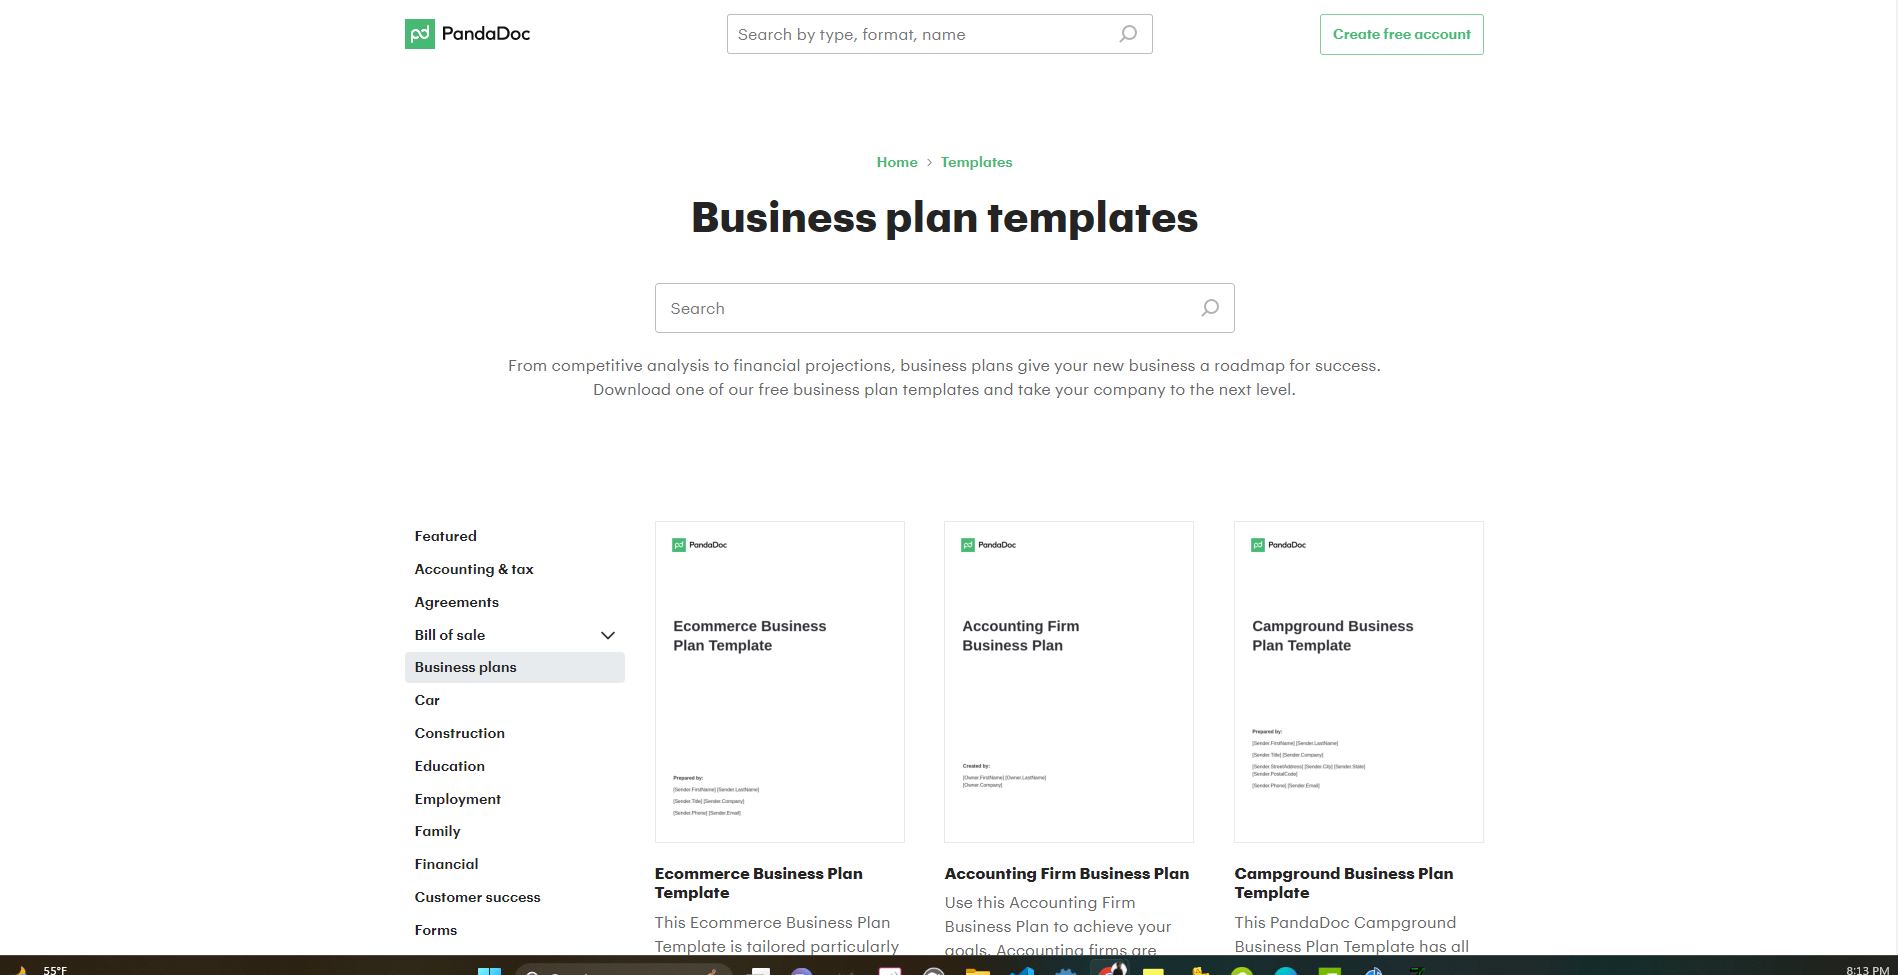 PandaDoc
Search by type, format, name
Create free account
Home > Templates
Business plan templates
Search
From competitive analysis to financial projections, business plans give your new business a roadmap for success.
Download one of our free business plan templates and take your company to the next level.
Featured
Accounting & tax
Agreements
Bill of sale
Business plans
Car
Construction
Education
Employment
Family
Financial
Customer success
Forms
PandaDoc
Ecommerce Business
Plan Template
Prepared by:
[Sender.FirstName] [Sender.LastName]
[Sender.Title] [Sender.Company]
[Sender.Phone] [Sender.Email]
Ecommerce Business Plan
Template
This Ecommerce Business Plan
Template is tailored particularly
PandaDoc
Accounting Firm
Business Plan
Created by:
[Owner.FirstName] [Owner.LastName]
[Owner.Company]
Accounting Firm Business Plan
Use this Accounting Firm
Business Plan to achieve your
goals. Accounting firms are
PandaDoc
Campground Business
Plan Template
Prepared by:
[Sender.FirstName] [Sender.LastName]
[Sender.Title] [Sender.Company]
[Sender.StreetAddress] [Sender.City] [Sender.State]
[Sender.PostalCode]
[Sender.Phone] [Sender.Email]
Campground Business Plan
Template
This PandaDoc Campground
Business Plan Template has all
55°F
8:13 PM